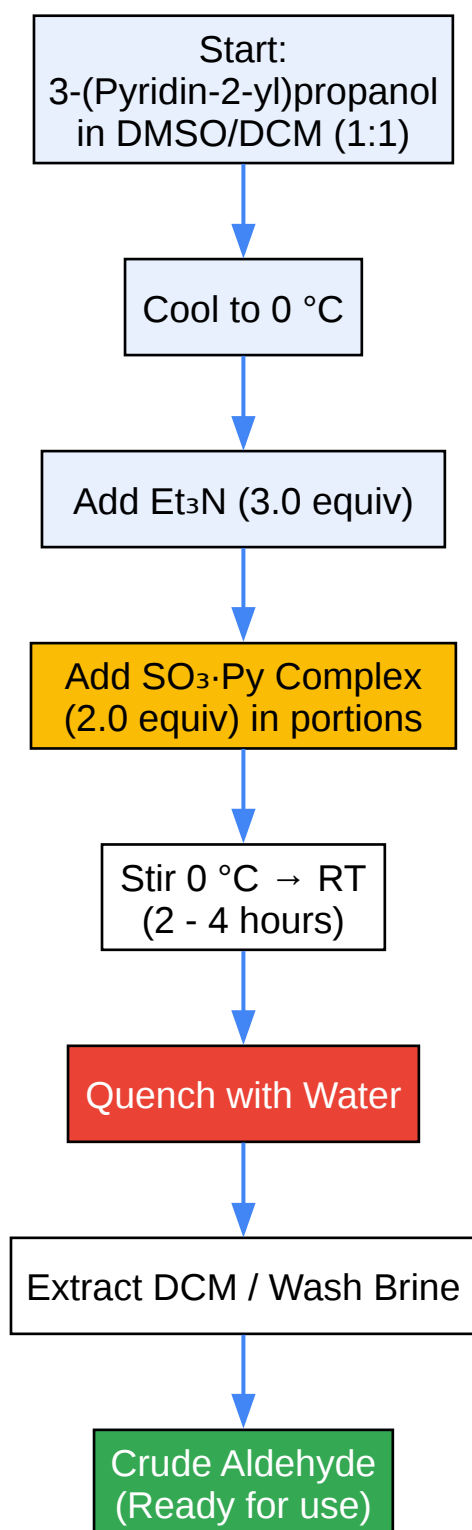 Start:
3-(Pyridin-2-yl)propanol
in DMSO/DCM (1:1)
Cool to 0 °C
Add Et₃N (3.0 equiv)
Add SO₃·Py Complex
(2.0 equiv) in portions
Stir 0 °C → RT
(2 - 4 hours)
Quench with Water
Extract DCM / Wash Brine
Crude Aldehyde
(Ready for use)